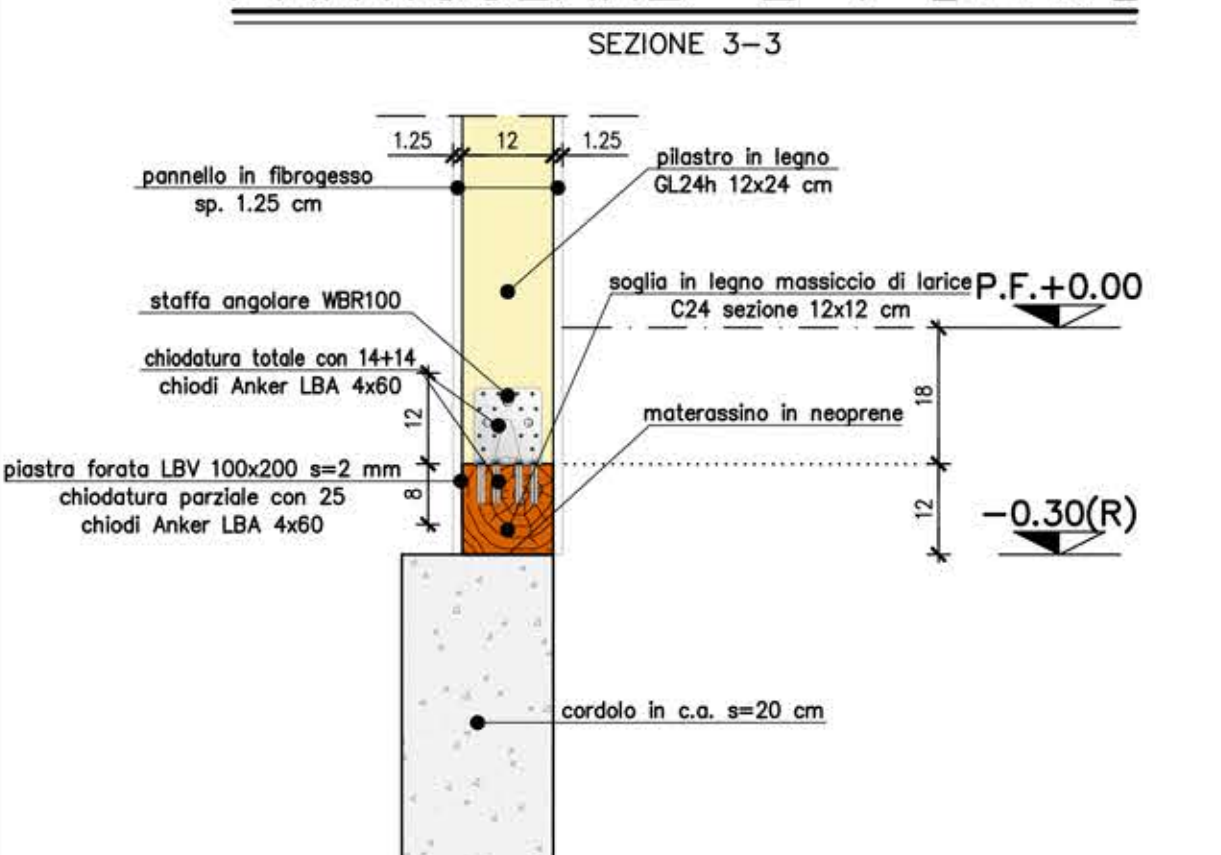 SEZIONE 3-3
1.25 12 1.25
pannello in fibrogesso
sp. 1.25 cm
pilastro in legno
GL24h 12x24 cm
staffa angolare WBR100
soglia in legno massiccio di larice
C24 sezione 12x12 cm
P.F.+0.00
chiodatura totale con 14+14
chiodi Anker LBA 4x60
12
18
materassino in neoprene
piastra forata LBV 100x200 s=2 mm
chiodatura parziale con 25
chiodi Anker LBA 4x60
8
12
-0.30(R)
cordolo in c.a. s=20 cm